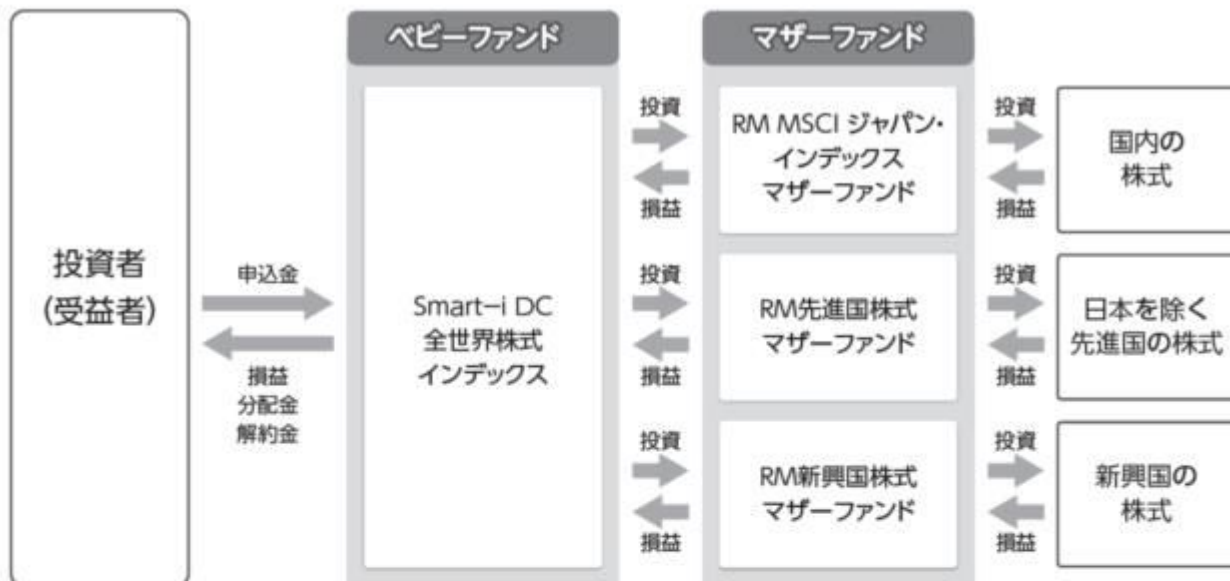 ベビーファンド
マザーファンド
投資者
(受益者)
申込金
損益
分配金
解約金
Smart-i DC
全世界株式
インデックス
投資
損益
RM MSCI ジャパン・
インデックス
マザーファンド
投資
損益
国内の
株式
投資
損益
RM先進国株式
マザーファンド
投資
損益
日本を除く
先進国の株式
投資
損益
RM新興国株式
マザーファンド
投資
損益
新興国の
株式